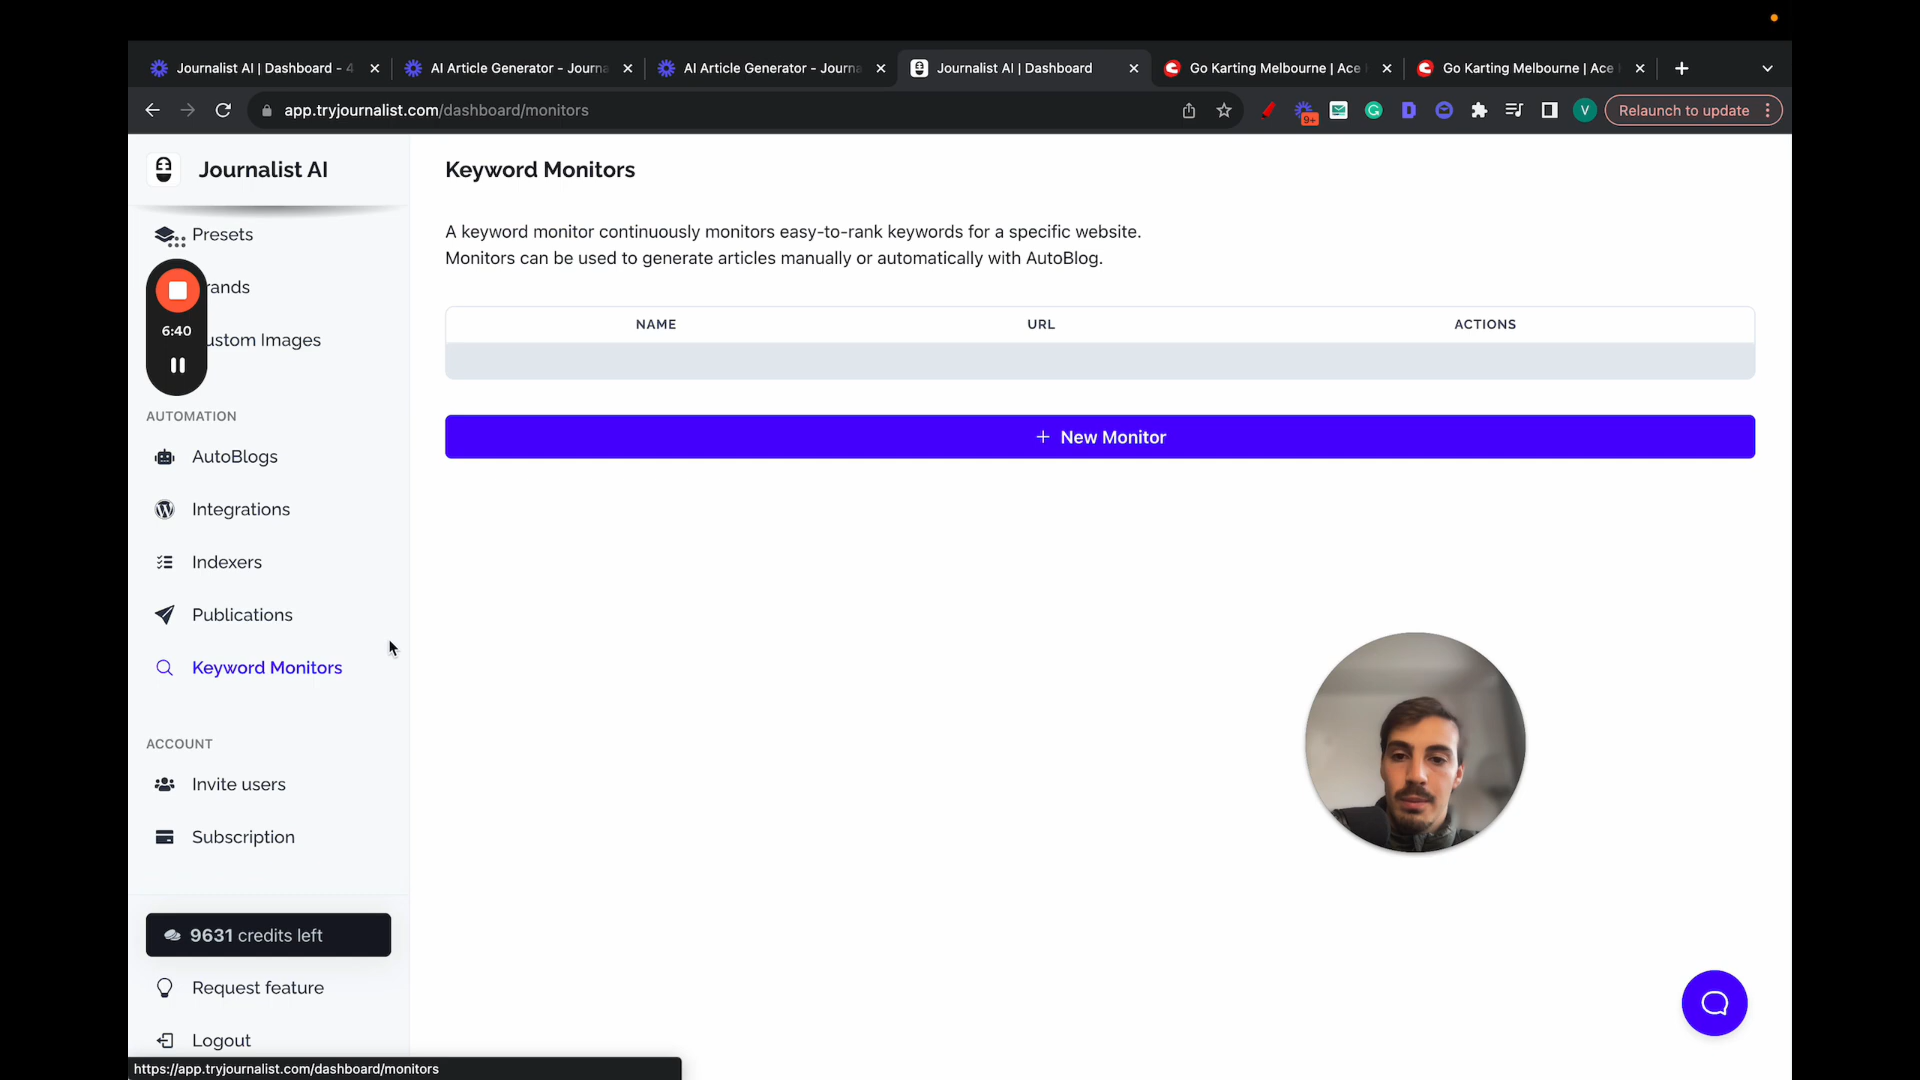 Journalist AI | Dashboard - 4
AI Article Generator - Journa
AI Article Generator - Journa
Journalist AI | Dashboard
Go Karting Melbourne | Ace
Go Karting Melbourne | Ace
app.tryjournalist.com/dashboard/monitors
9+
G
D
V
Relaunch to update
Journalist AI
Presets
rands
ustom Images
6:40
AUTOMATION
AutoBlogs
Integrations
Indexers
Publications
Keyword Monitors
ACCOUNT
Invite users
Subscription
9631 credits left
Request feature
Logout
https://app.tryjournalist.com/dashboard/monitors
Keyword Monitors
A keyword monitor continuously monitors easy-to-rank keywords for a specific website.
Monitors can be used to generate articles manually or automatically with AutoBlog.
NAME
URL
ACTIONS
+ New Monitor